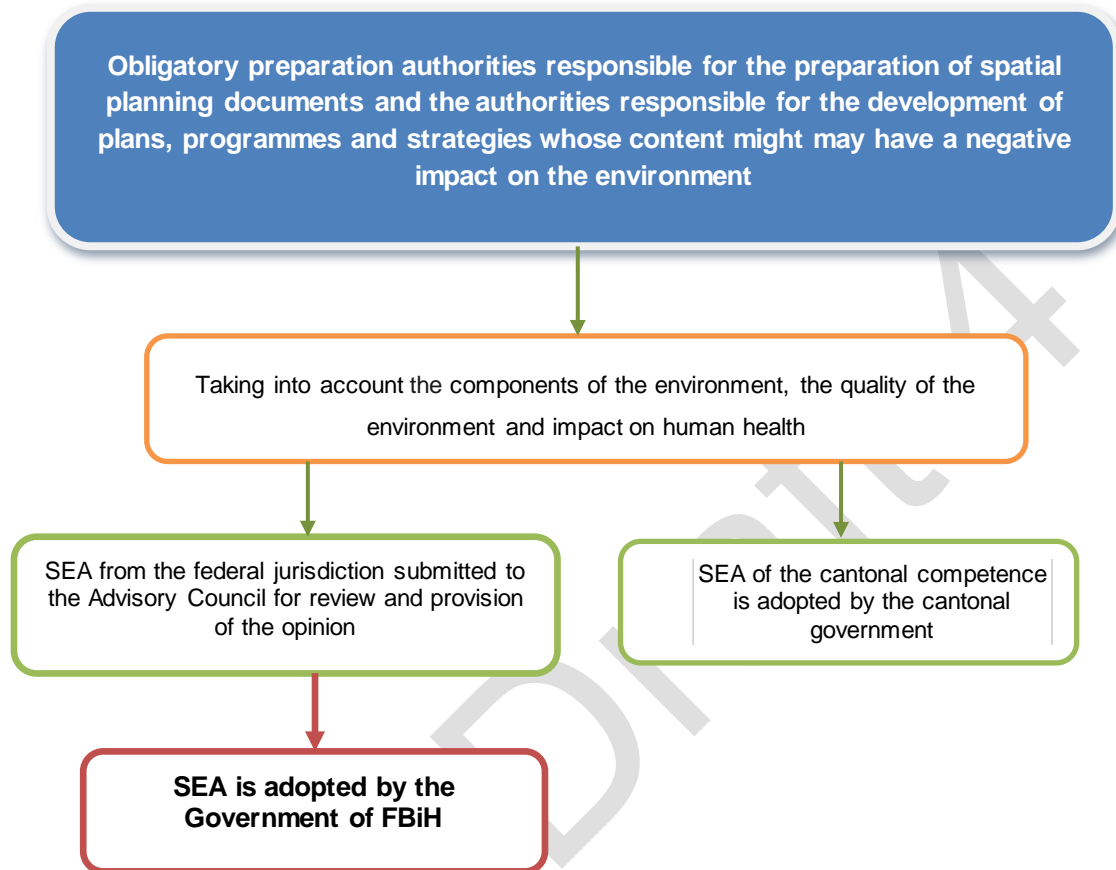 Obligatory preparation authorities responsible for the preparation of spatial
planning documents and the authorities responsible for the development of
plans, programmes and strategies whose content might may have a negative
impact on the environment
Taking into account the components of the environment, the quality of the
environment and impact on human health
SEA from the federal jurisdiction submitted to
the Advisory Council for review and provision
of the opinion
SEA of the cantonal competence
is adopted by the cantonal
government
SEA is adopted by the
Government of FBiH
Draft 4